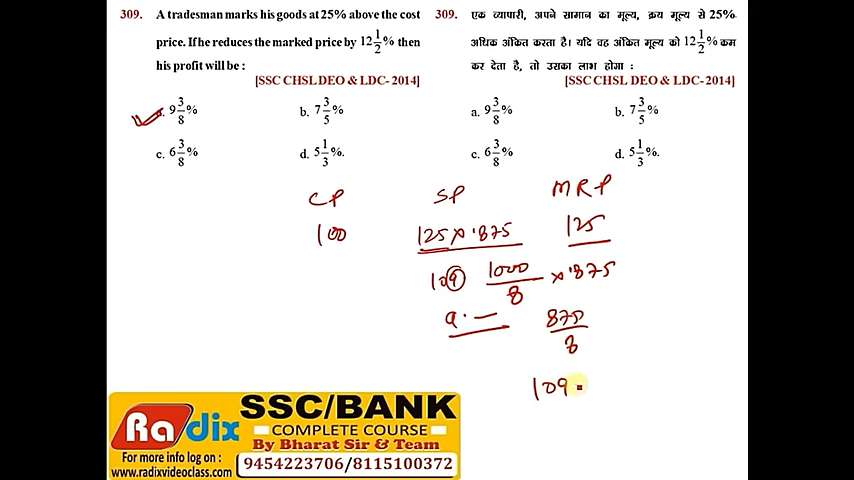 309. A tradesman marks his goods at 25% above the cost
price. If he reduces the marked price by 12 1/2% then
his profit will be :
[SSC CHSL DEO & LDC- 2014]
9 3/8%
b. 7 3/5%
c. 6 3/8%
d. 5 1/3%.
309. एक व्यापारी, अपने सामान का मूल्य, क्रय मूल्य से 25%
अधिक अंकित करता है। यदि वह अंकित मूल्य को 12 1/2% कम
कर देता है, तो उसका लाभ होगा :
[SSC CHSL DEO & LDC- 2014]
a. 9 3/8%
b. 7 3/5%
c. 6 3/8%
d. 5 1/3%.
CP SP MRP
100 125 × .875 125
109 1000/8 × .875
9. — 875/8
109.
Radix
For more info log on :
www.radixvideoclass.com
SSC/BANK
COMPLETE COURSE
By Bharat Sir & Team
9454223706/8115100372